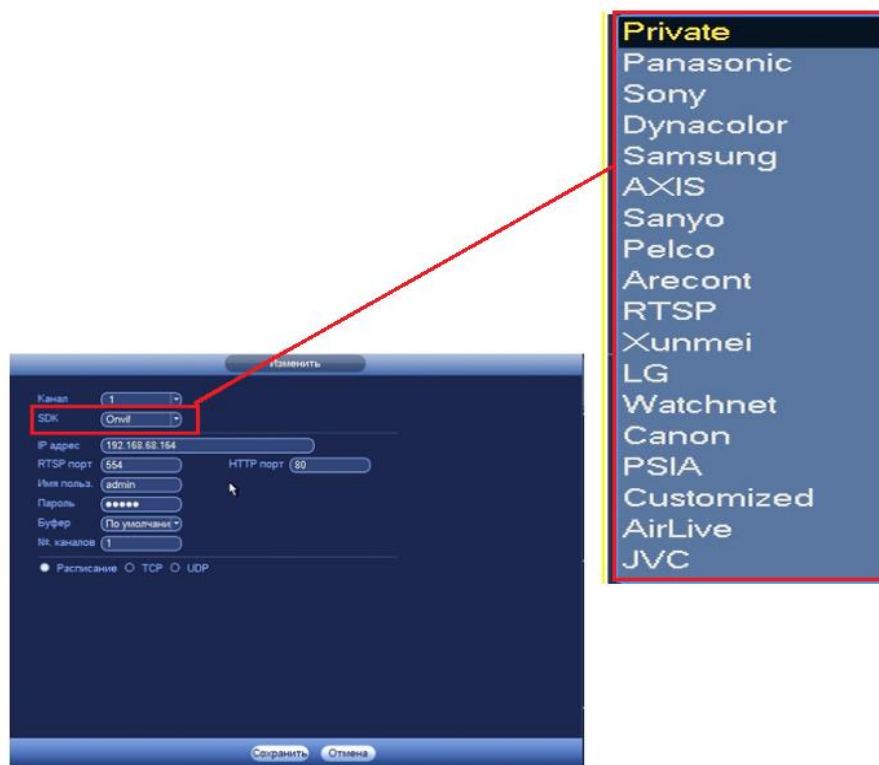 Private
Panasonic
Sony
Dynacolor
Samsung
AXIS
Sanyo
Pelco
Arecont
RTSP
Xunmei
LG
Watchnet
Canon
PSIA
Customized
AirLive
JVC
Изменить
Канал 1
SDK Onvif
IP адрес 192.168.68.164
RTSP порт 554 HTTP порт 80
Имя польз. admin
Пароль ●●●●●
Буфер По умолчани
№. каналов 1
Расписание TCP UDP
Сохранить Отмена